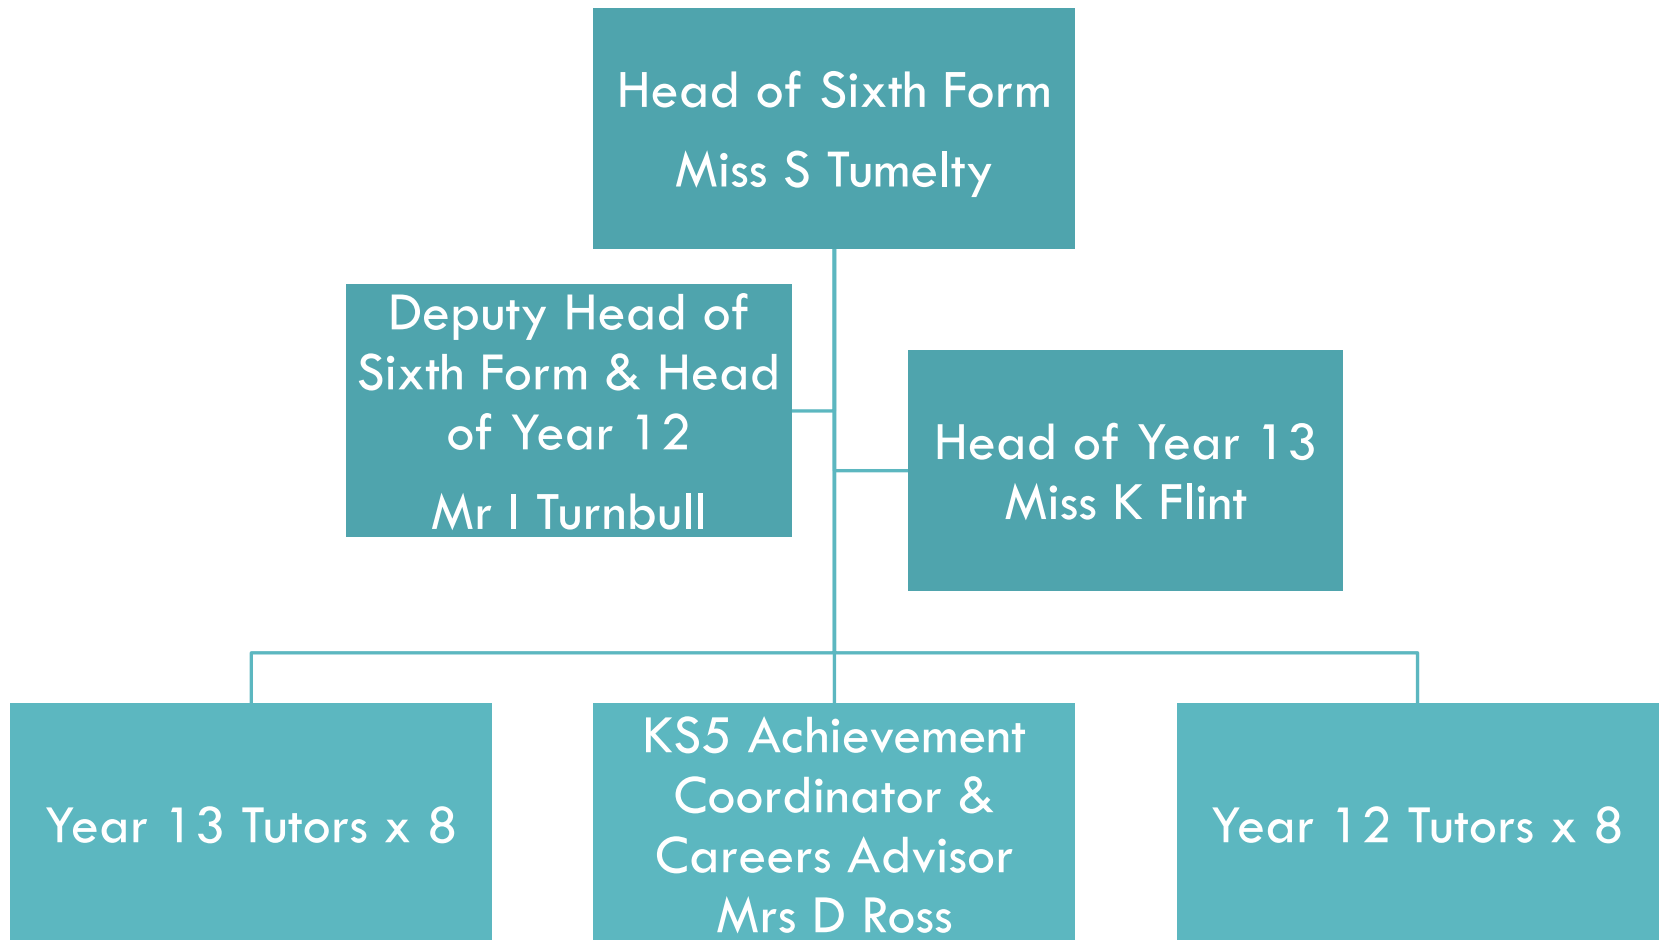 Head of Sixth Form
Miss S Tumelty
Deputy Head of
Sixth Form & Head
of Year 12
Mr I Turnbull
Head of Year 13
Miss K Flint
Year 13 Tutors x 8
KS5 Achievement
Coordinator &
Careers Advisor
Mrs D Ross
Year 12 Tutors x 8